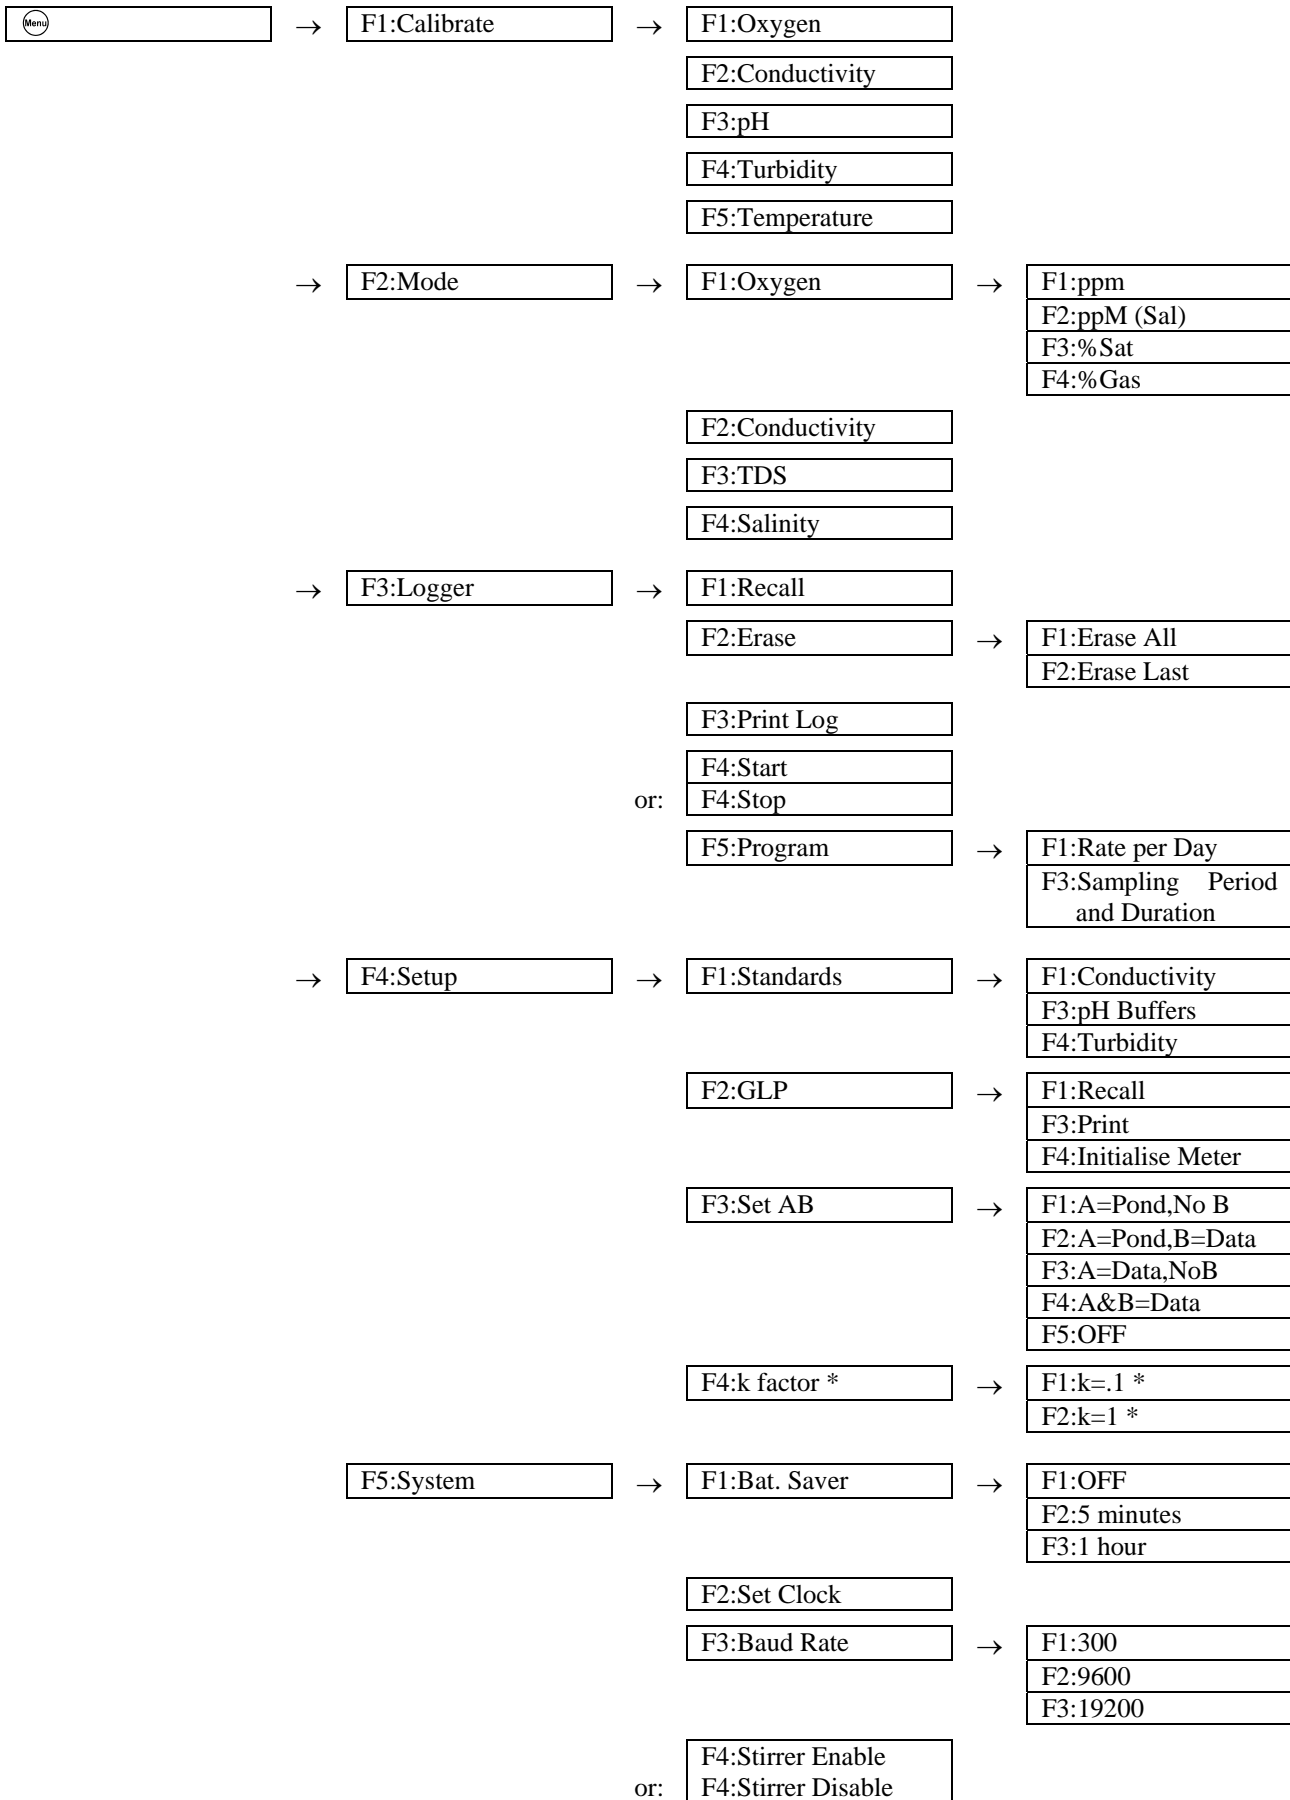 Menu → F1:Calibrate → F1:Oxygen
F2:Conductivity
F3:pH
F4:Turbidity
F5:Temperature
→ F2:Mode → F1:Oxygen → F1:ppm
F2:ppM (Sal)
F3:%Sat
F4:%Gas
F2:Conductivity
F3:TDS
F4:Salinity
→ F3:Logger → F1:Recall
F2:Erase → F1:Erase All
F2:Erase Last
F3:Print Log
F4:Start
or: F4:Stop
F5:Program → F1:Rate per Day
F3:Sampling Period
and Duration
→ F4:Setup → F1:Standards → F1:Conductivity
F3:pH Buffers
F4:Turbidity
F2:GLP → F1:Recall
F3:Print
F4:Initialise Meter
F3:Set AB → F1:A=Pond,No B
F2:A=Pond,B=Data
F3:A=Data,NoB
F4:A&B=Data
F5:OFF
F4:k factor * → F1:k=.1 *
F2:k=1 *
F5:System → F1:Bat. Saver → F1:OFF
F2:5 minutes
F3:1 hour
F2:Set Clock
F3:Baud Rate → F1:300
F2:9600
F3:19200
F4:Stirrer Enable
or: F4:Stirrer Disable